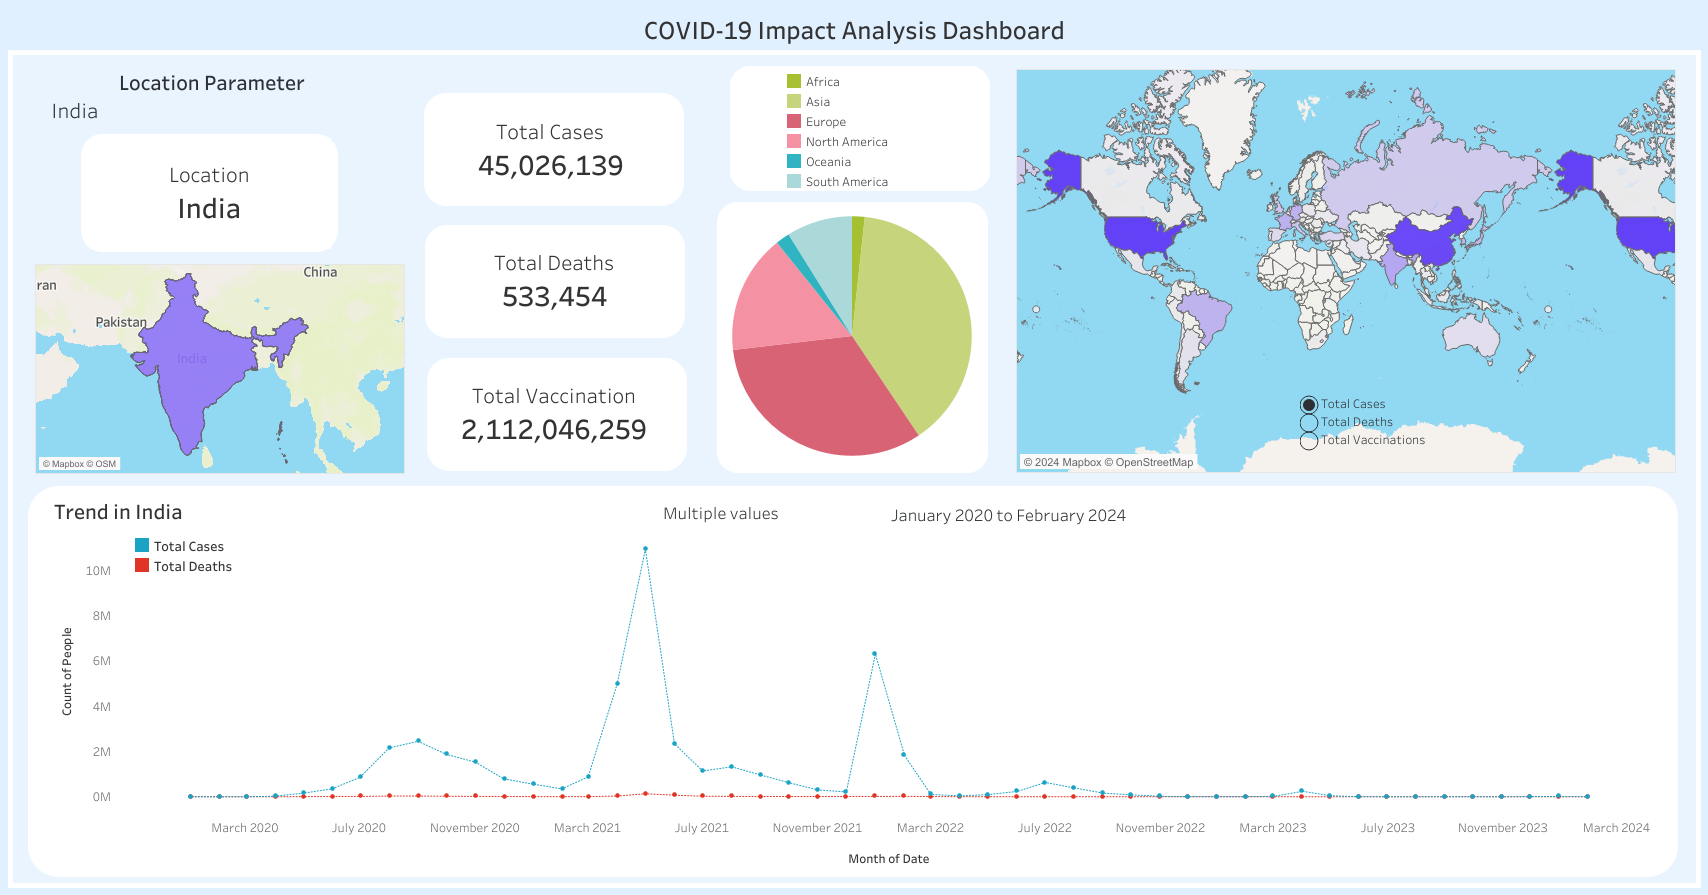 COVID-19 Impact Analysis Dashboard
Location Parameter
India
Location
India
China
ran
Pakistan
India
© Mapbox © OSM
Total Cases
45,026,139
Total Deaths
533,454
Total Vaccination
2,112,046,259
Africa
Asia
Europe
North America
Oceania
South America
Total Cases
Total Deaths
Total Vaccinations
© 2024 Mapbox © OpenStreetMap
Trend in India
Multiple values
January 2020 to February 2024
Total Cases
Total Deaths
Count of People
10M
8M
6M
4M
2M
0M
March 2020 July 2020 November 2020 March 2021 July 2021 November 2021 March 2022 July 2022 November 2022 March 2023 July 2023 November 2023 March 2024
Month of Date